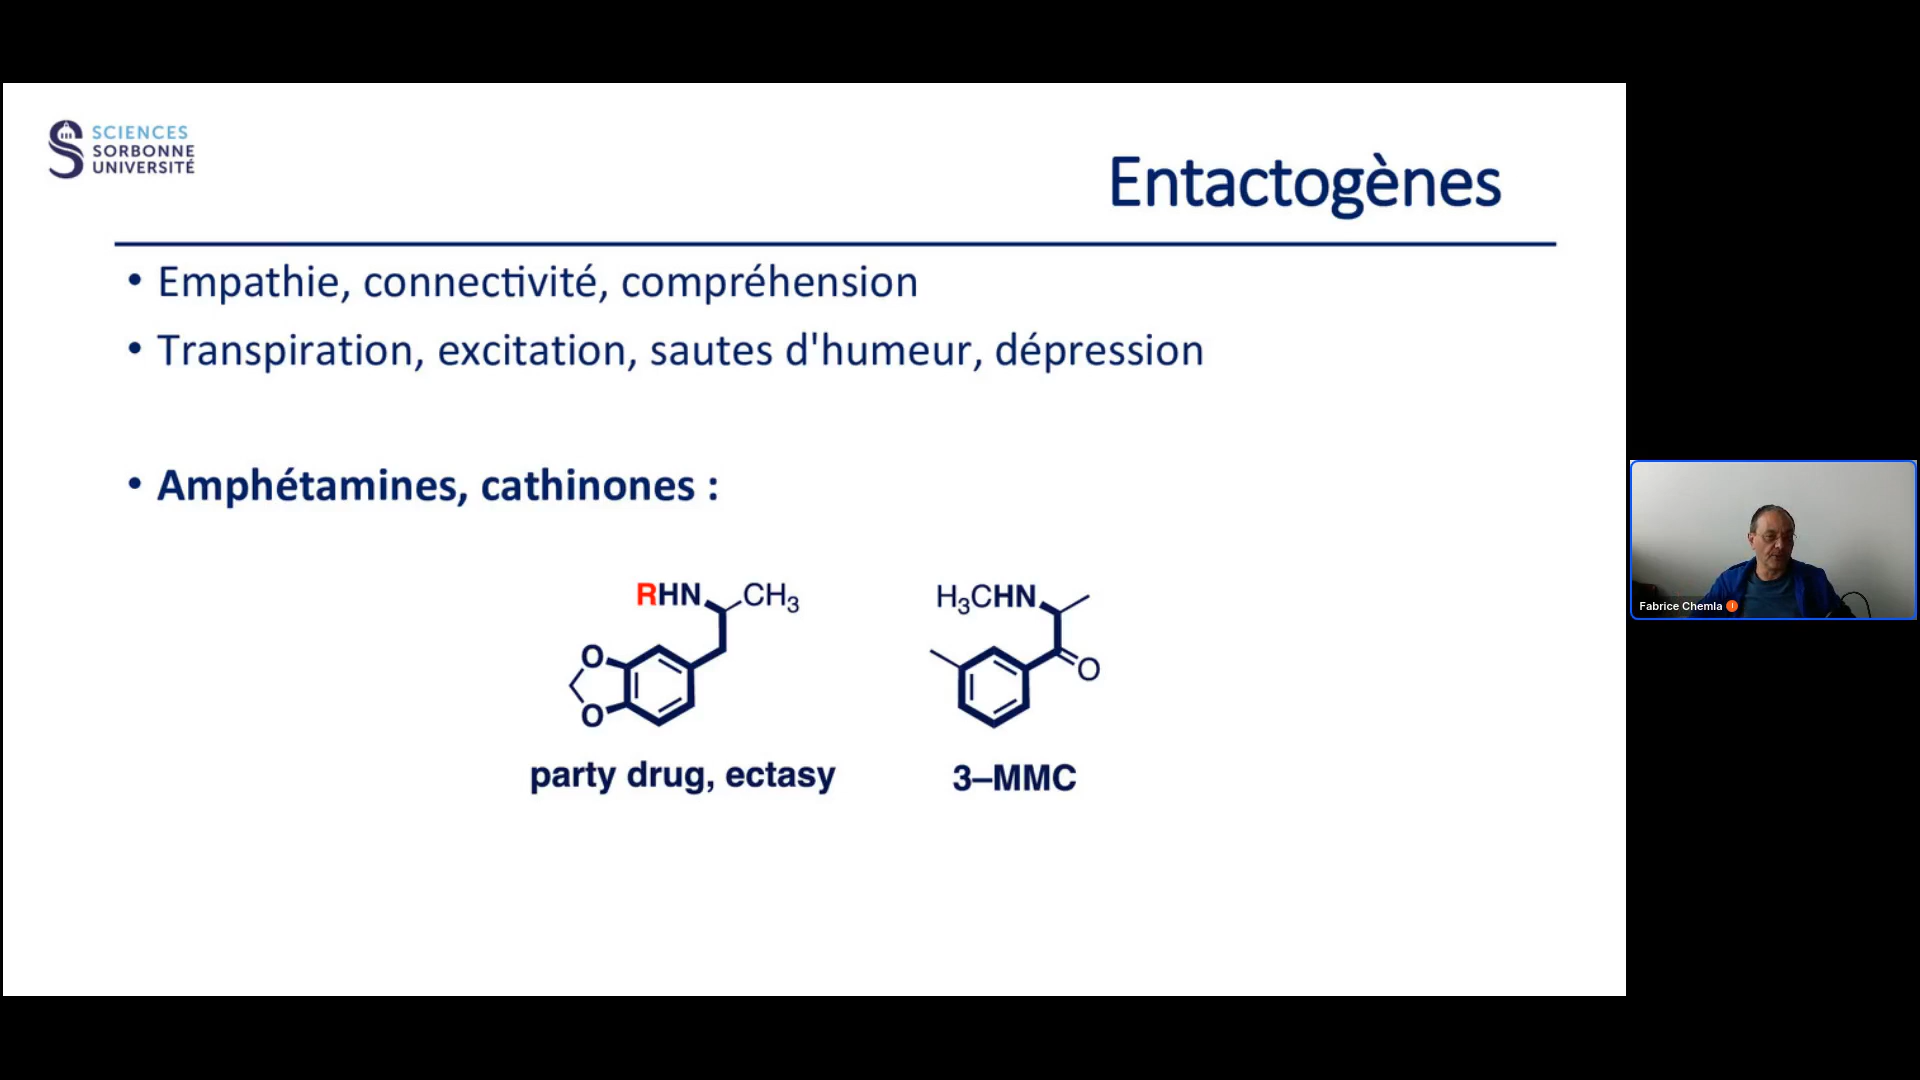 SCIENCES
SORBONNE
UNIVERSITÉ
Entactogènes
• Empathie, connectivité, compréhension
• Transpiration, excitation, sautes d'humeur, dépression
• Amphétamines, cathinones :
RHN CH3
O
O
party drug, ectasy
H3CHN
O
3–MMC
Fabrice Chemla